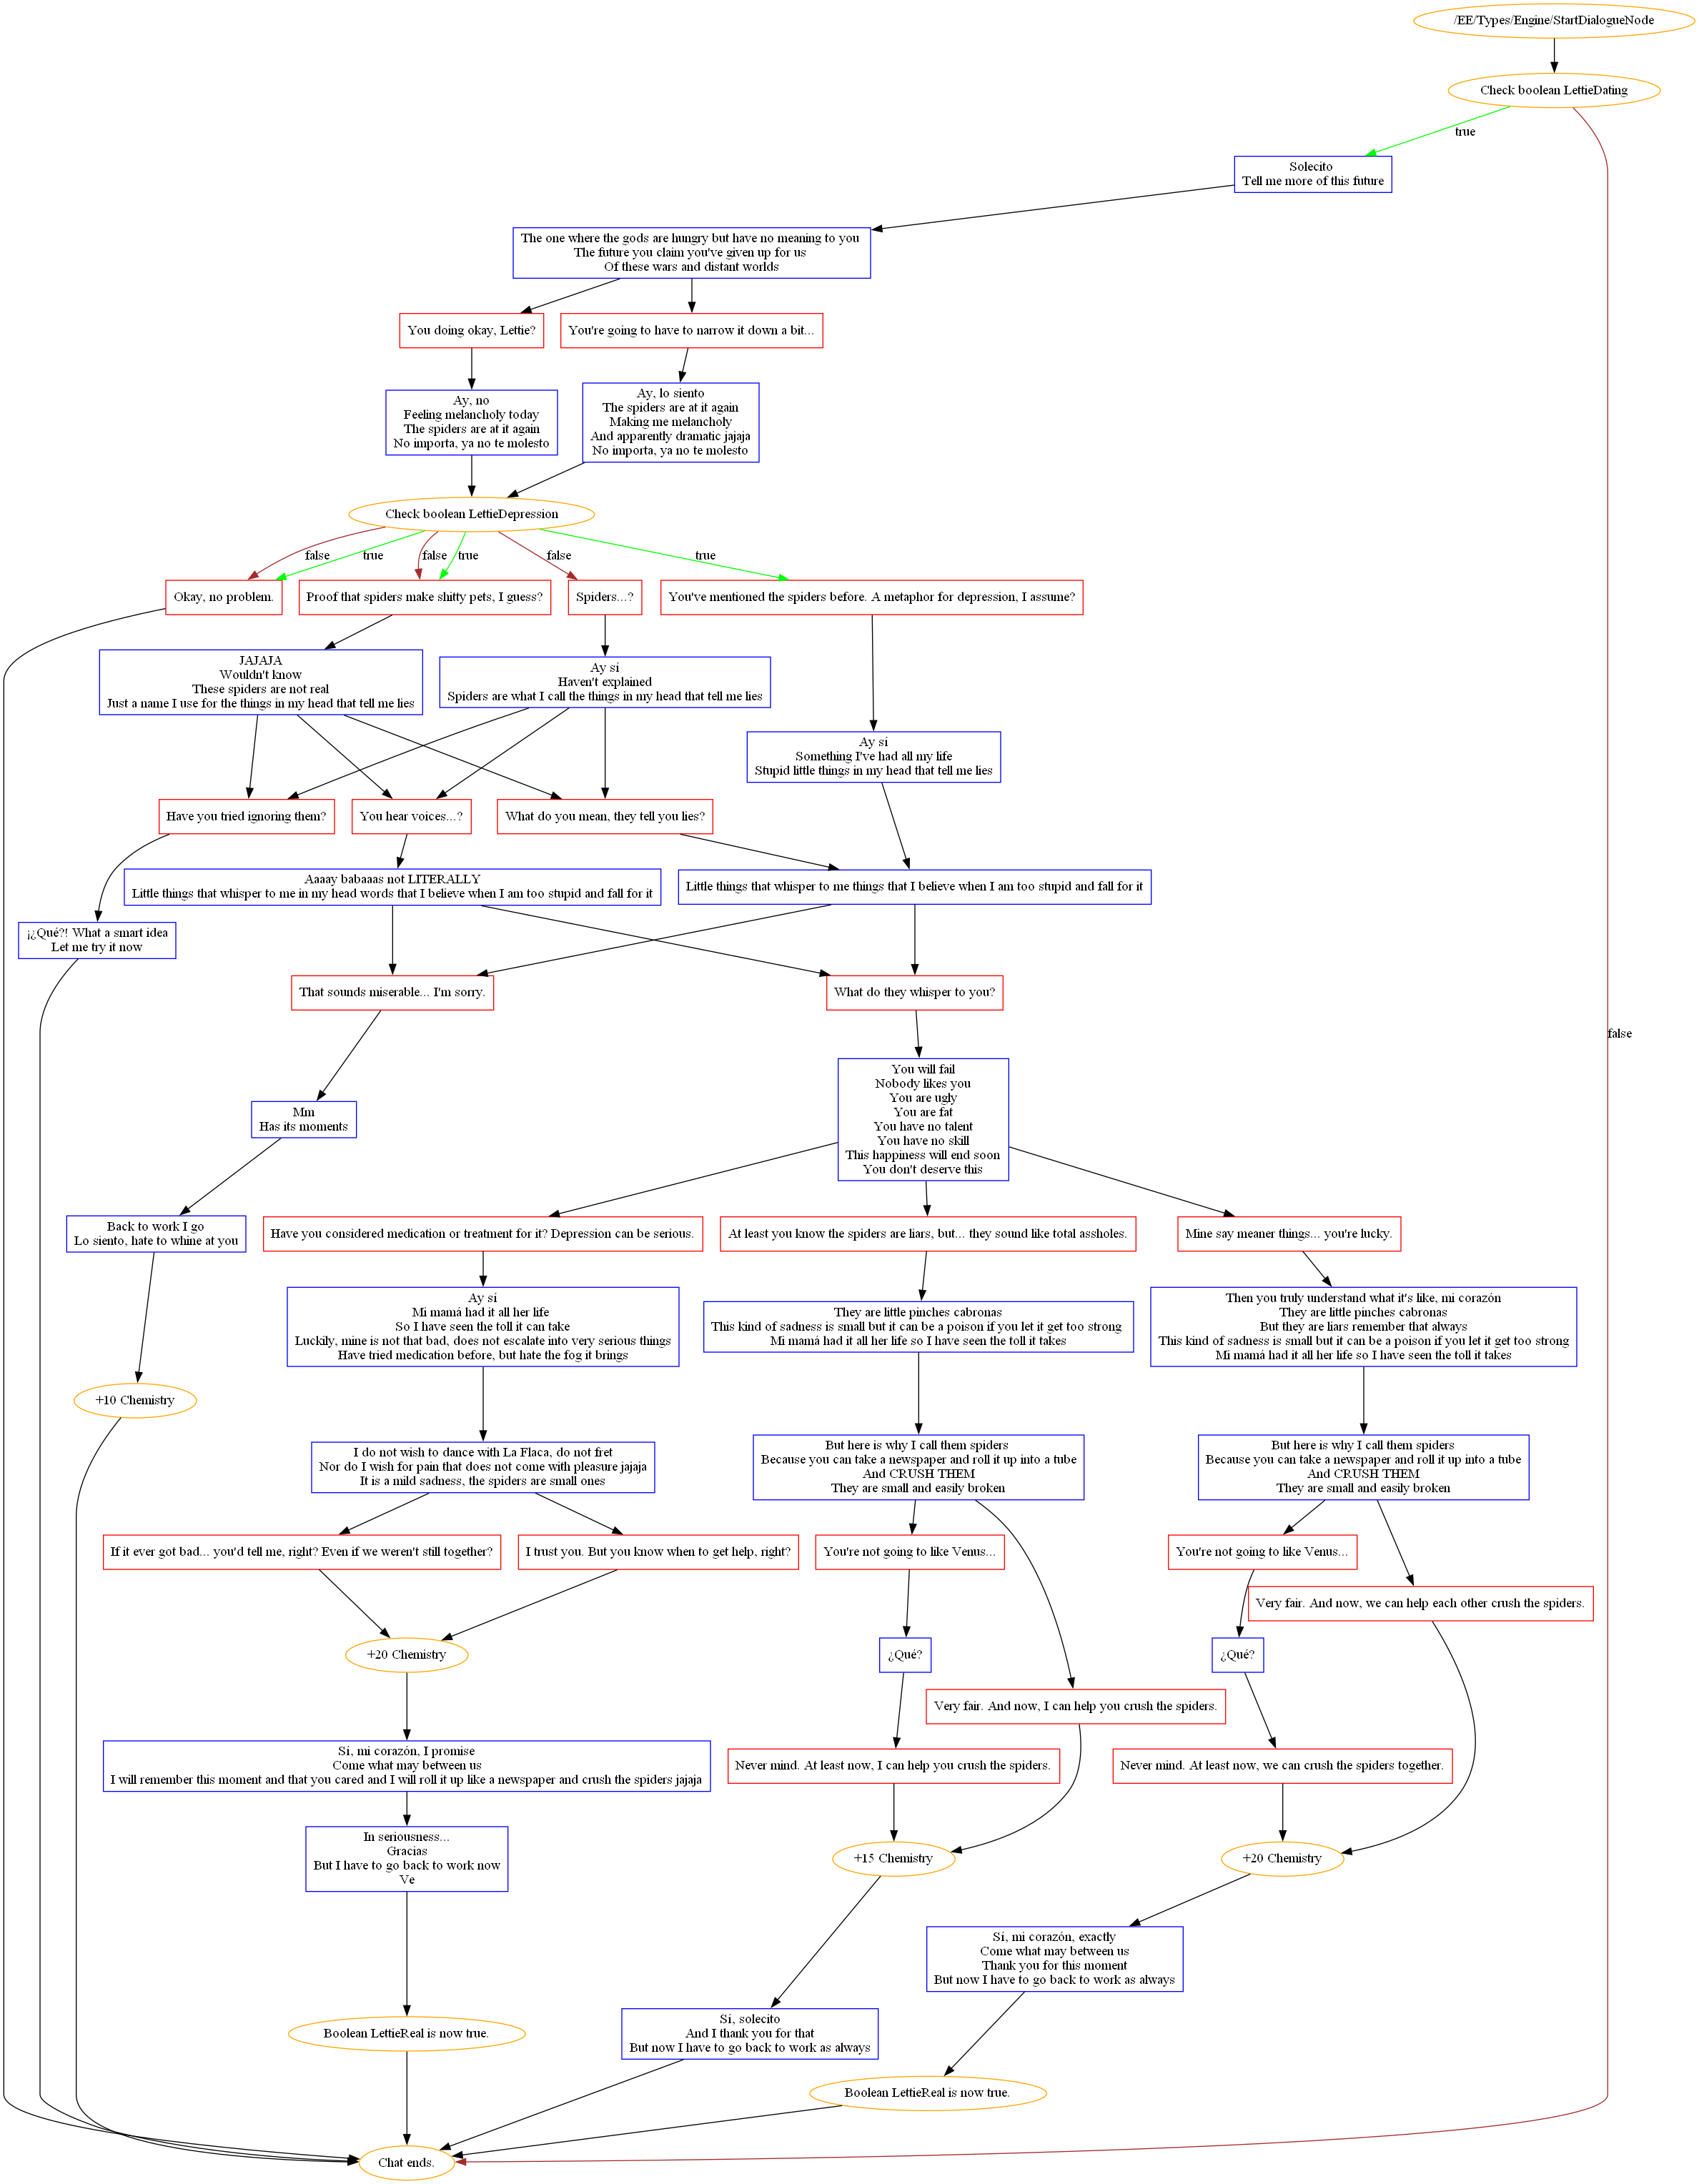 /EE/Types/Engine/StartDialogueNode
Check boolean LettieDating
true
Solecito
Tell me more of this future
The one where the gods are hungry but have no meaning to you
The future you claim you've given up for us
Of these wars and distant worlds
You doing okay, Lettie?
You're going to have to narrow it down a bit...
Ay, no
Feeling melancholy today
The spiders are at it again
No importa, ya no te molesto
Ay, lo siento
The spiders are at it again
Making me melancholy
And apparently dramatic jajaja
No importa, ya no te molesto
Check boolean LettieDepression
false
true
false
true
false
true
Okay, no problem.
Proof that spiders make shitty pets, I guess?
Spiders...?
You've mentioned the spiders before. A metaphor for depression, I assume?
JAJAJA
Wouldn't know
These spiders are not real
Just a name I use for the things in my head that tell me lies
Ay sí
Haven't explained
Spiders are what I call the things in my head that tell me lies
Ay sí
Something I've had all my life
Stupid little things in my head that tell me lies
Have you tried ignoring them?
You hear voices...?
What do you mean, they tell you lies?
Aaaay babaaas not LITERALLY
Little things that whisper to me in my head words that I believe when I am too stupid and fall for it
Little things that whisper to me things that I believe when I am too stupid and fall for it
¡¿Qué?! What a smart idea
Let me try it now
That sounds miserable... I'm sorry.
What do they whisper to you?
false
Mm
Has its moments
You will fail
Nobody likes you
You are ugly
You are fat
You have no talent
You have no skill
This happiness will end soon
You don't deserve this
Back to work I go
Lo siento, hate to whine at you
Have you considered medication or treatment for it? Depression can be serious.
At least you know the spiders are liars, but... they sound like total assholes.
Mine say meaner things... you're lucky.
Ay sí
Mi mamá had it all her life
So I have seen the toll it can take
Luckily, mine is not that bad, does not escalate into very serious things
Have tried medication before, but hate the fog it brings
They are little pinches cabronas
This kind of sadness is small but it can be a poison if you let it get too strong
Mi mamá had it all her life so I have seen the toll it takes
Then you truly understand what it's like, mi corazón
They are little pinches cabronas
But they are liars remember that always
This kind of sadness is small but it can be a poison if you let it get too strong
Mi mamá had it all her life so I have seen the toll it takes
+10 Chemistry
I do not wish to dance with La Flaca, do not fret
Nor do I wish for pain that does not come with pleasure jajaja
It is a mild sadness, the spiders are small ones
But here is why I call them spiders
Because you can take a newspaper and roll it up into a tube
And CRUSH THEM
They are small and easily broken
But here is why I call them spiders
Because you can take a newspaper and roll it up into a tube
And CRUSH THEM
They are small and easily broken
If it ever got bad... you'd tell me, right? Even if we weren't still together?
I trust you. But you know when to get help, right?
You're not going to like Venus...
You're not going to like Venus...
Very fair. And now, we can help each other crush the spiders.
+20 Chemistry
¿Qué?
¿Qué?
Very fair. And now, I can help you crush the spiders.
Sí, mi corazón, I promise
Come what may between us
I will remember this moment and that you cared and I will roll it up like a newspaper and crush the spiders jajaja
Never mind. At least now, I can help you crush the spiders.
Never mind. At least now, we can crush the spiders together.
In seriousness...
Gracias
But I have to go back to work now
Ve
+15 Chemistry
+20 Chemistry
Sí, mi corazón, exactly
Come what may between us
Thank you for this moment
But now I have to go back to work as always
Boolean LettieReal is now true.
Sí, solecito
And I thank you for that
But now I have to go back to work as always
Boolean LettieReal is now true.
Chat ends.